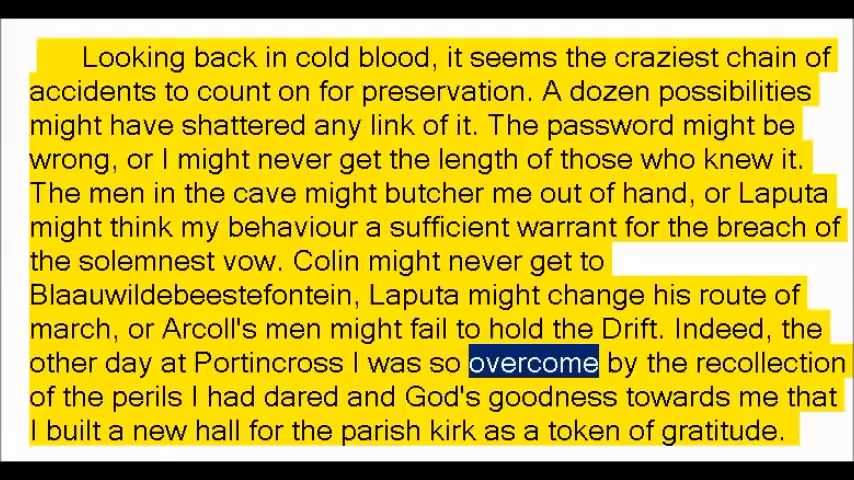 Looking back in cold blood, it seems the craziest chain of
accidents to count on for preservation. A dozen possibilities
might have shattered any link of it. The password might be
wrong, or I might never get the length of those who knew it.
The men in the cave might butcher me out of hand, or Laputa
might think my behaviour a sufficient warrant for the breach of
the solemnest vow. Colin might never get to
Blaauwildebeestefontein, Laputa might change his route of
march, or Arcoll's men might fail to hold the Drift. Indeed, the
other day at Portincross I was so overcome by the recollection
of the perils I had dared and God's goodness towards me that
I built a new hall for the parish kirk as a token of gratitude.